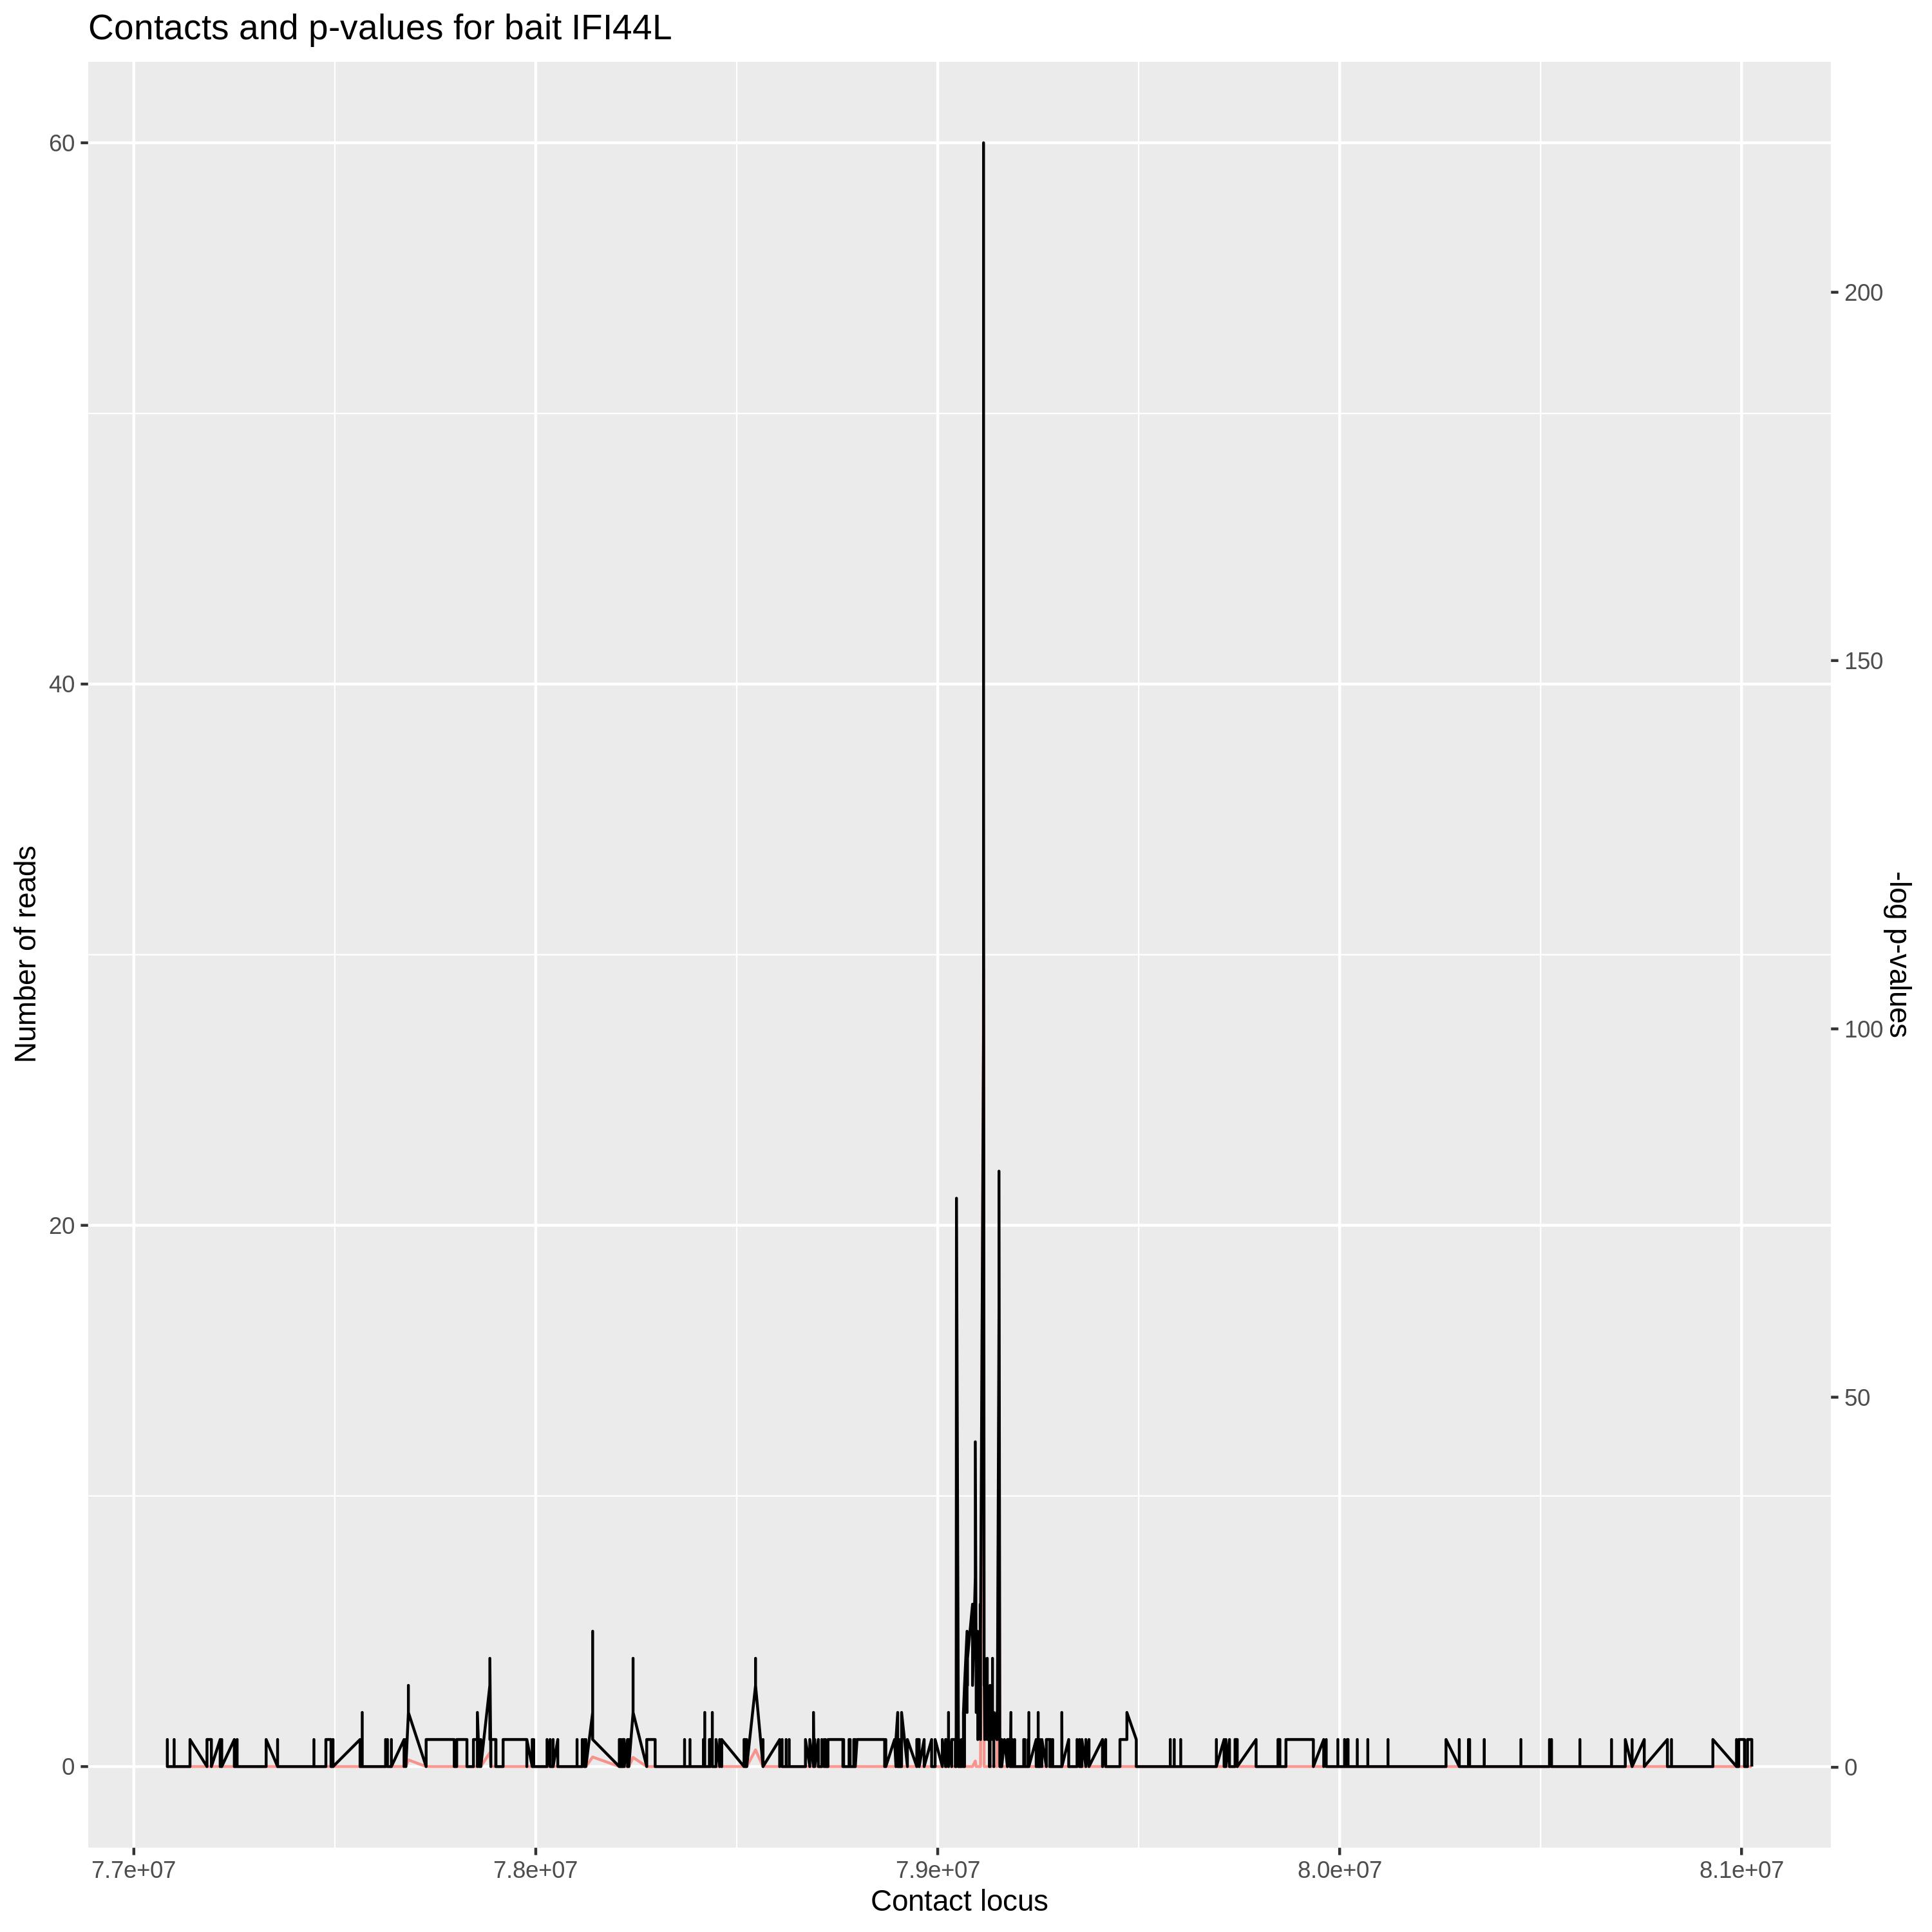 Contacts and p-values for bait IFI44L
60
40
20
0
Number of reads
200
150
100
50
0
-log p-values
7.7e+07
7.8e+07
7.9e+07
8.0e+07
8.1e+07
Contact locus